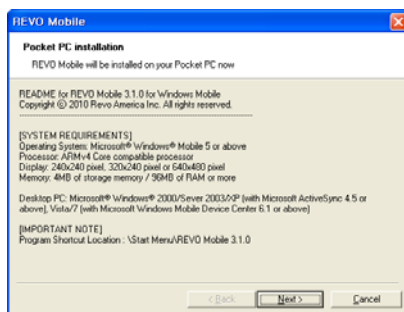 REVO Mobile
Pocket PC installation
REVO Mobile will be installed on your Pocket PC now
README for REVO Mobile 3.1.0 for Windows Mobile
Copyright © 2010 Revo America Inc. All rights reserved.
[SYSTEM REQUIREMENTS]
Operating System: Microsoft® Windows® Mobile 5 or above
Processor: ARMv4 Core compatible processor
Display: 240x240 pixel, 320x240 pixel or 640x480 pixel
Memory: 4MB of storage memory / 96MB of RAM or more
Desktop PC: Microsoft® Windows® 2000/Sever 2003/XP (with Microsoft ActiveSync 4.5 or
above), Vista/7 (with Microsoft Windows Mobile Device Center 6.1 or above)
[IMPORTANT NOTE]
Program Shortcut Location : \Start Menu\REVO Mobile 3.1.0
< Back Next > Cancel